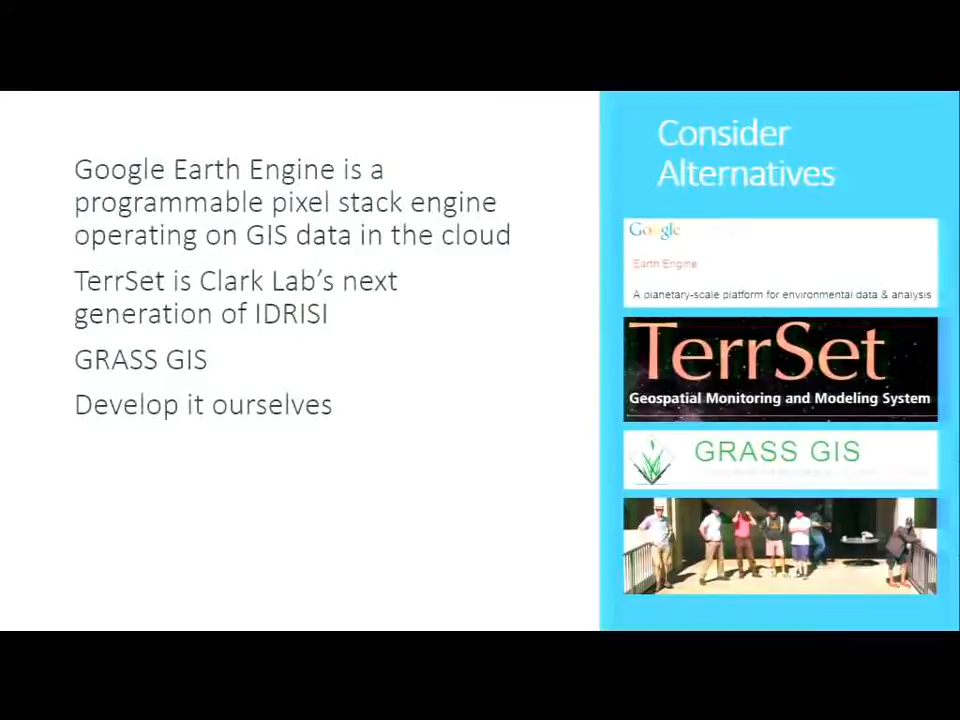 Google Earth Engine is a
programmable pixel stack engine
operating on GIS data in the cloud
TerrSet is Clark Lab’s next
generation of IDRISI
GRASS GIS
Develop it ourselves
Consider
Alternatives
Google
Earth Engine
A planetary-scale platform for environmental data & analysis
TerrSet
Geospatial Monitoring and Modeling System
GRASS GIS